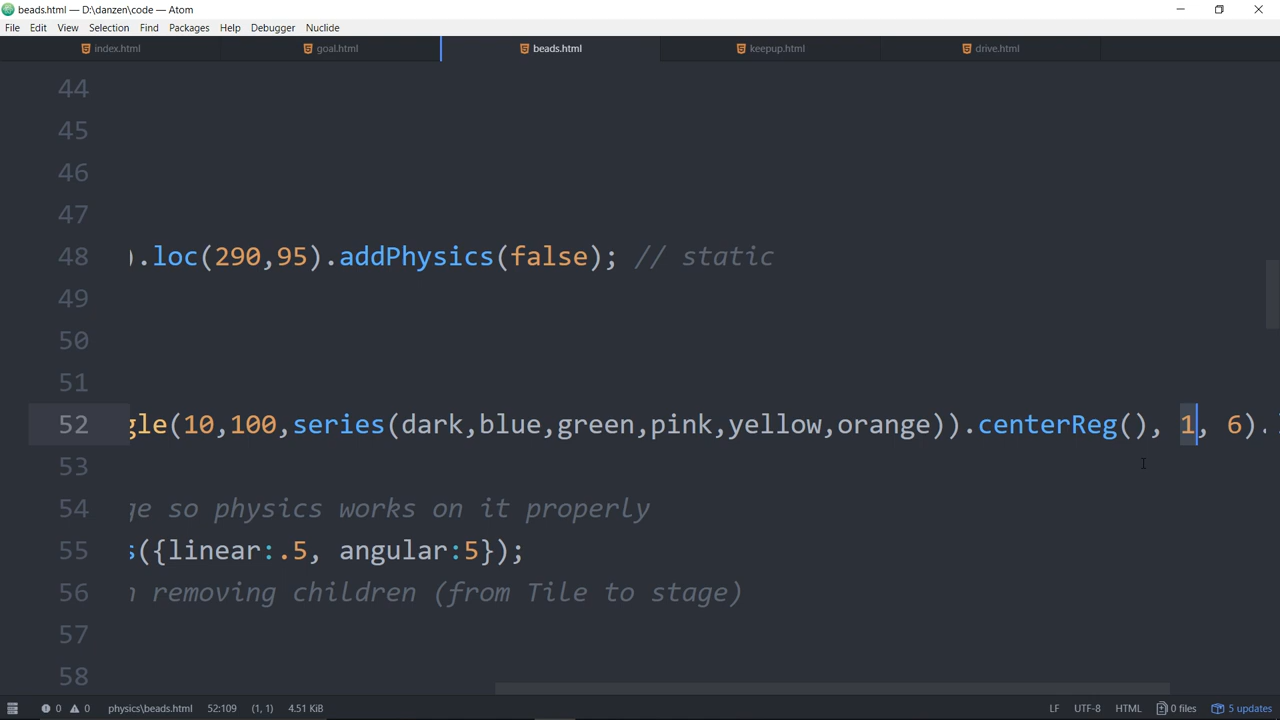 beads.html — D:\danzen\code — Atom
File Edit View Selection Find Packages Help Debugger Nuclide
index.html goal.html beads.html keepup.html drive.html
44
45
46
47
48 ).loc(290,95).addPhysics(false); // static
49
50
51
52 gle(10,100,series(dark,blue,green,pink,yellow,orange)).centerReg(), 1, 6).
53
54 ge so physics works on it properly
55 s({linear:.5, angular:5});
56 n removing children (from Tile to stage)
57
58
0 0 physics\beads.html 52:109 (1, 1) 4.51 KiB LF UTF-8 HTML 0 files 5 updates